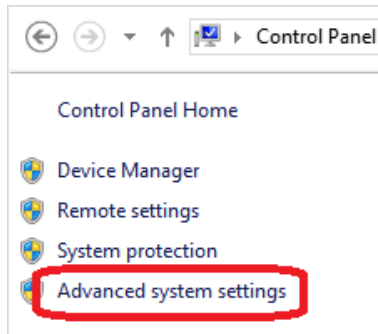 Control Panel
Control Panel Home
Device Manager
Remote settings
System protection
Advanced system settings